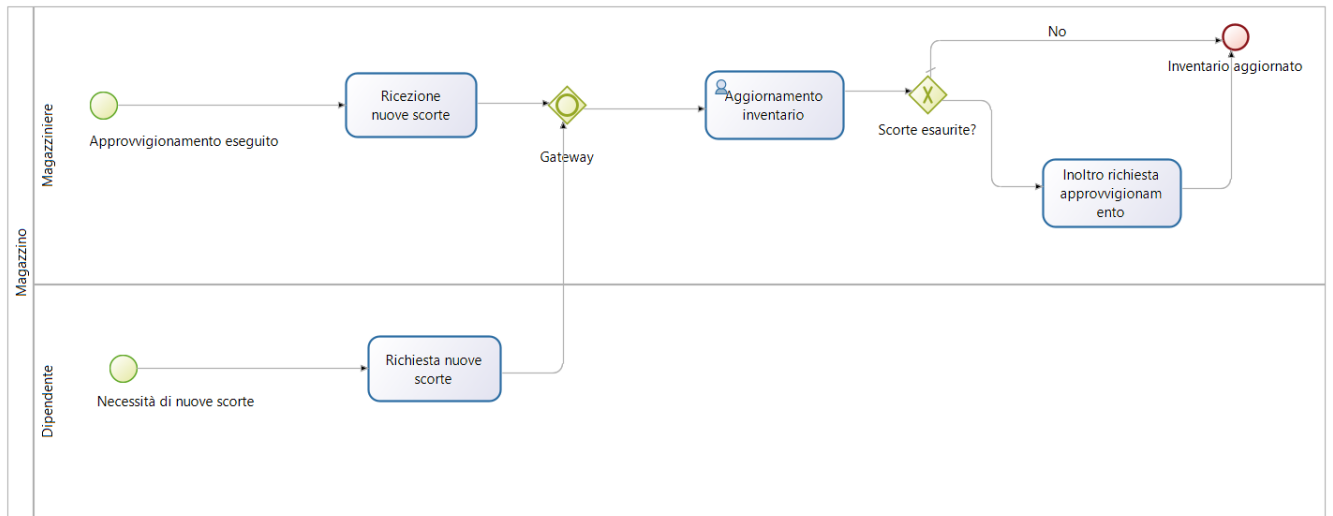 Magazzino
Magazziniere
Approvvigionamento eseguito
Ricezione
nuove scorte
Gateway
Aggiornamento
inventario
Scorte esaurite?
No
Inventario aggiornato
Inoltro richiesta
approvvigionam
ento
Dipendente
Necessità di nuove scorte
Richiesta nuove
scorte